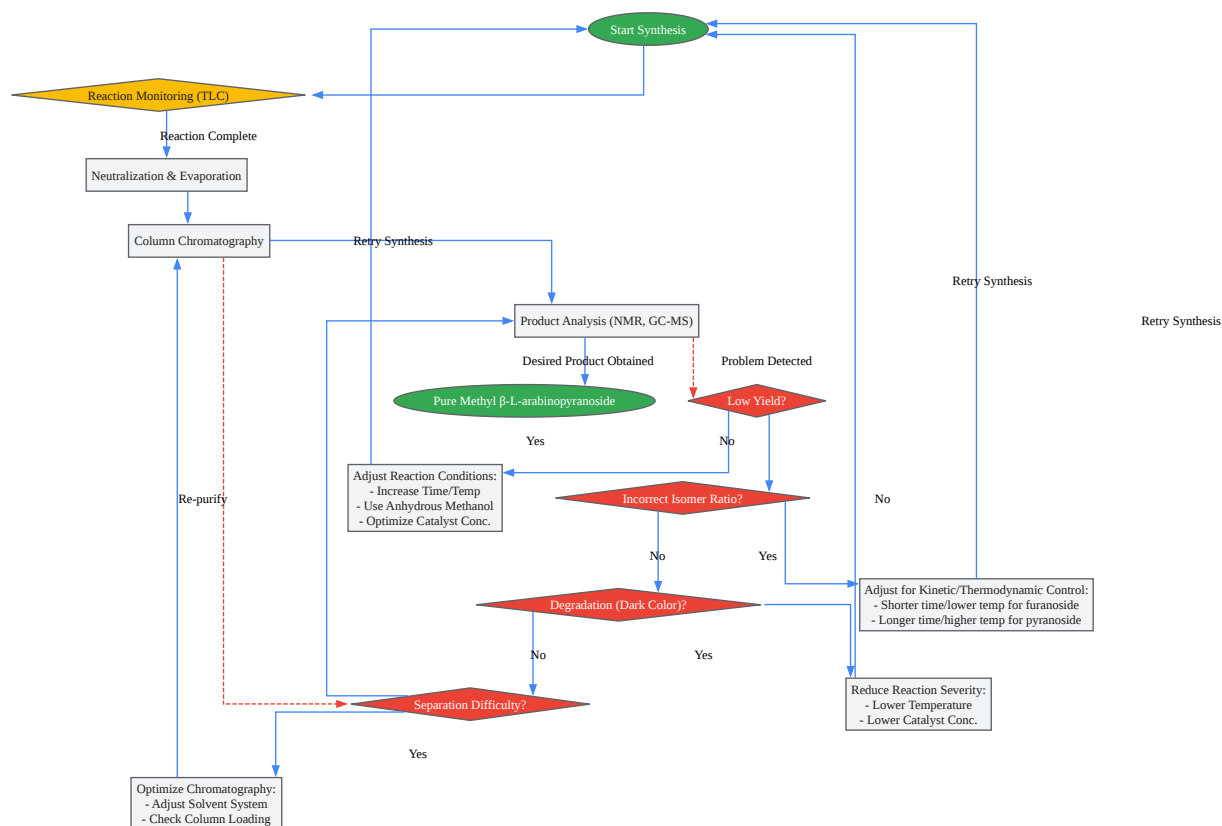 Start Synthesis
Reaction Monitoring (TLC)
Reaction Complete
Neutralization & Evaporation
Column Chromatography
Retry Synthesis
Retry Synthesis
Retry Synthesis
Product Analysis (NMR, GC-MS)
Desired Product Obtained
Problem Detected
Pure Methyl β-L-arabinopyranoside
Low Yield?
Yes
No
Adjust Reaction Conditions:
- Increase Time/Temp
- Use Anhydrous Methanol
- Optimize Catalyst Conc.
Incorrect Isomer Ratio?
Re-purify
No
No
Yes
Adjust for Kinetic/Thermodynamic Control:
- Shorter time/lower temp for furanoside
- Longer time/higher temp for pyranoside
Degradation (Dark Color)?
No
Yes
Reduce Reaction Severity:
- Lower Temperature
- Lower Catalyst Conc.
Separation Difficulty?
Yes
Optimize Chromatography:
- Adjust Solvent System
- Check Column Loading